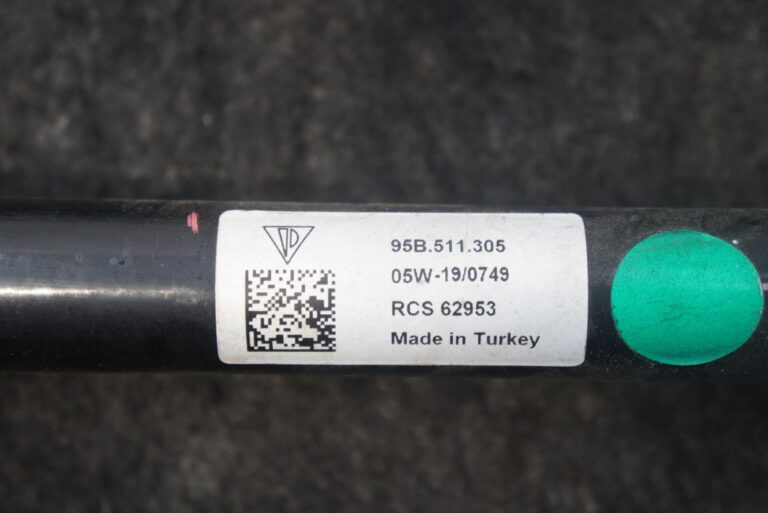 95B.511.305
05W-19/0749
RCS 62953
Made in Turkey